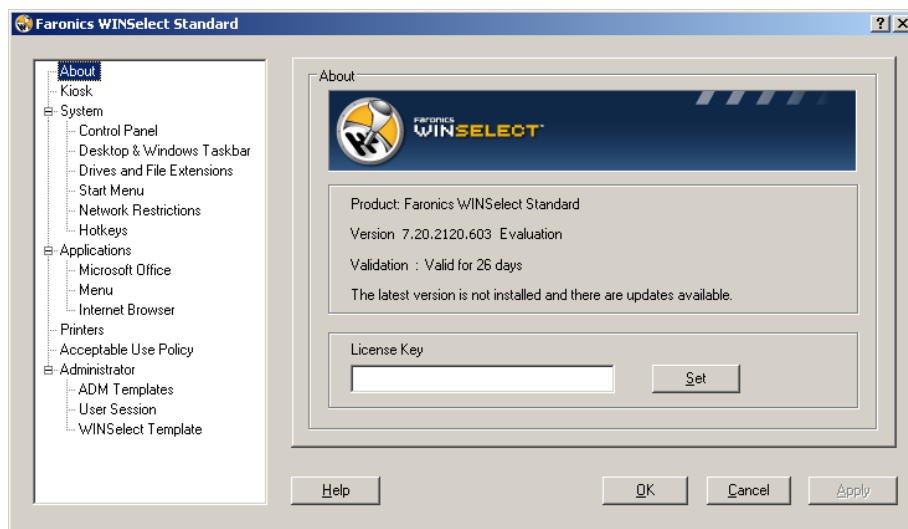 Faronics WINSelect Standard
About
Kiosk
System
Control Panel
Desktop & Windows Taskbar
Drives and File Extensions
Start Menu
Network Restrictions
Hotkeys
Applications
Microsoft Office
Menu
Internet Browser
Printers
Acceptable Use Policy
Administrator
ADM Templates
User Session
WINSelect Template
About
FARONICS
WINSELECT™
Product: Faronics WINSelect Standard
Version 7.20.2120.603 Evaluation
Validation : Valid for 26 days
The latest version is not installed and there are updates available.
License Key
Set
Help
OK
Cancel
Apply